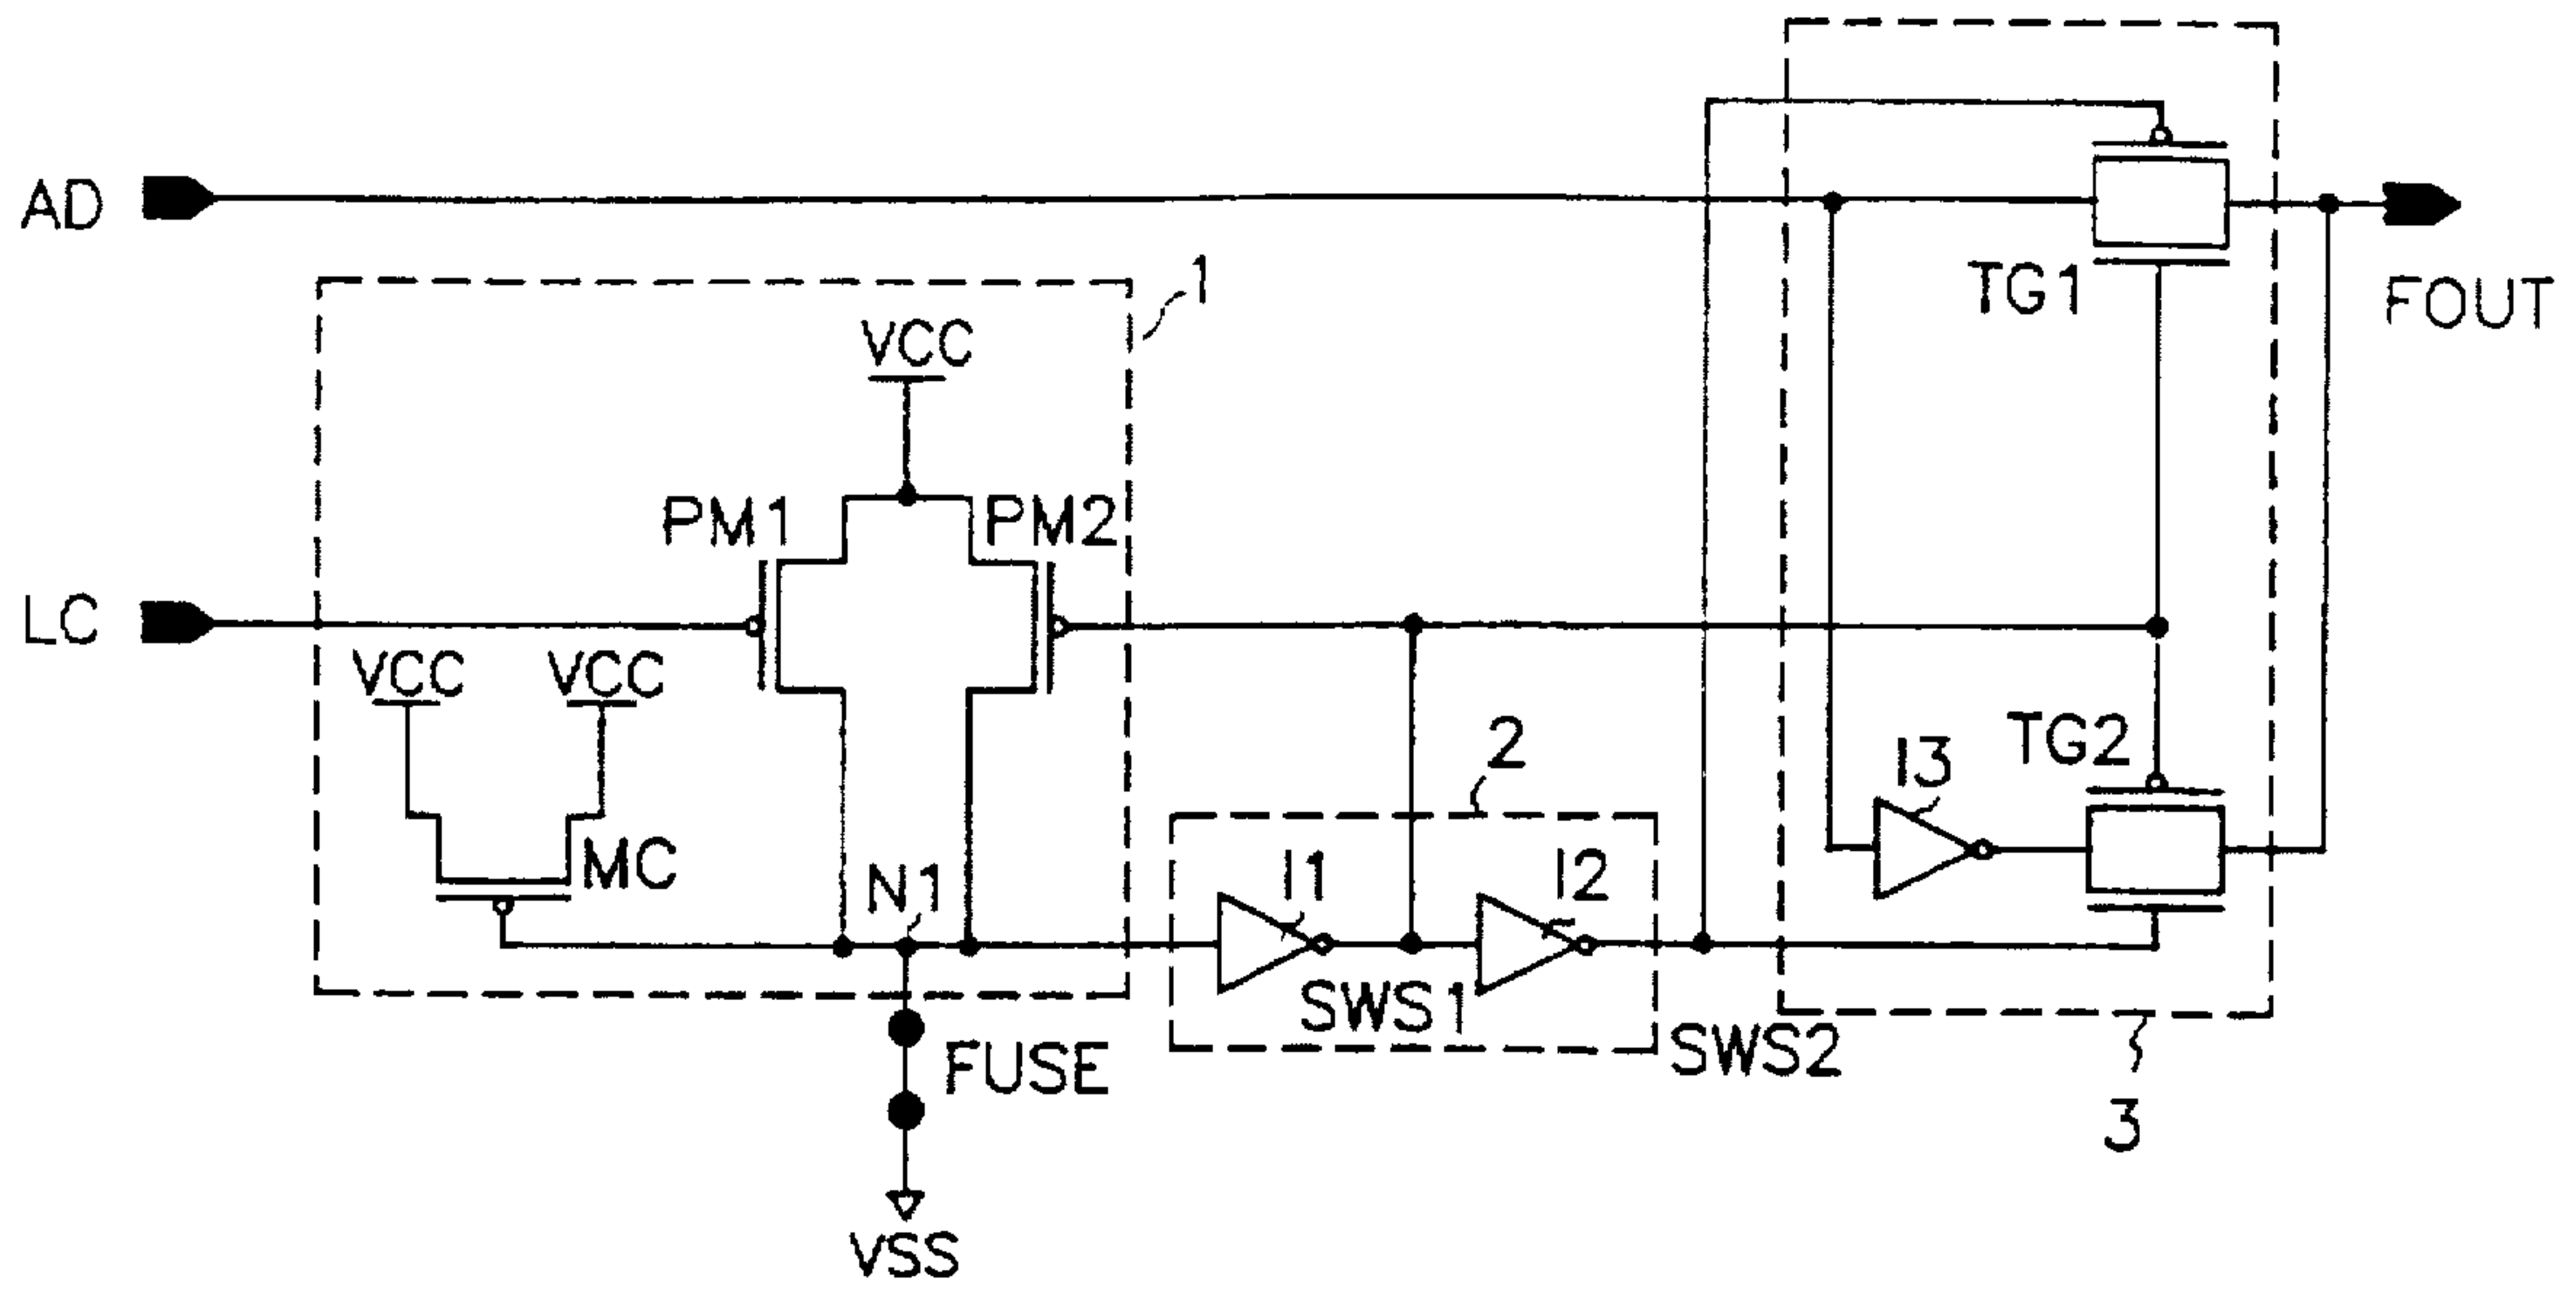 AD
1
TG1
FOUT
VCC
PM1
PM2
LC
VCC
VCC
2
TG2
I3
MC
N1
I1
I2
SWS1
SWS2
FUSE
3
VSS